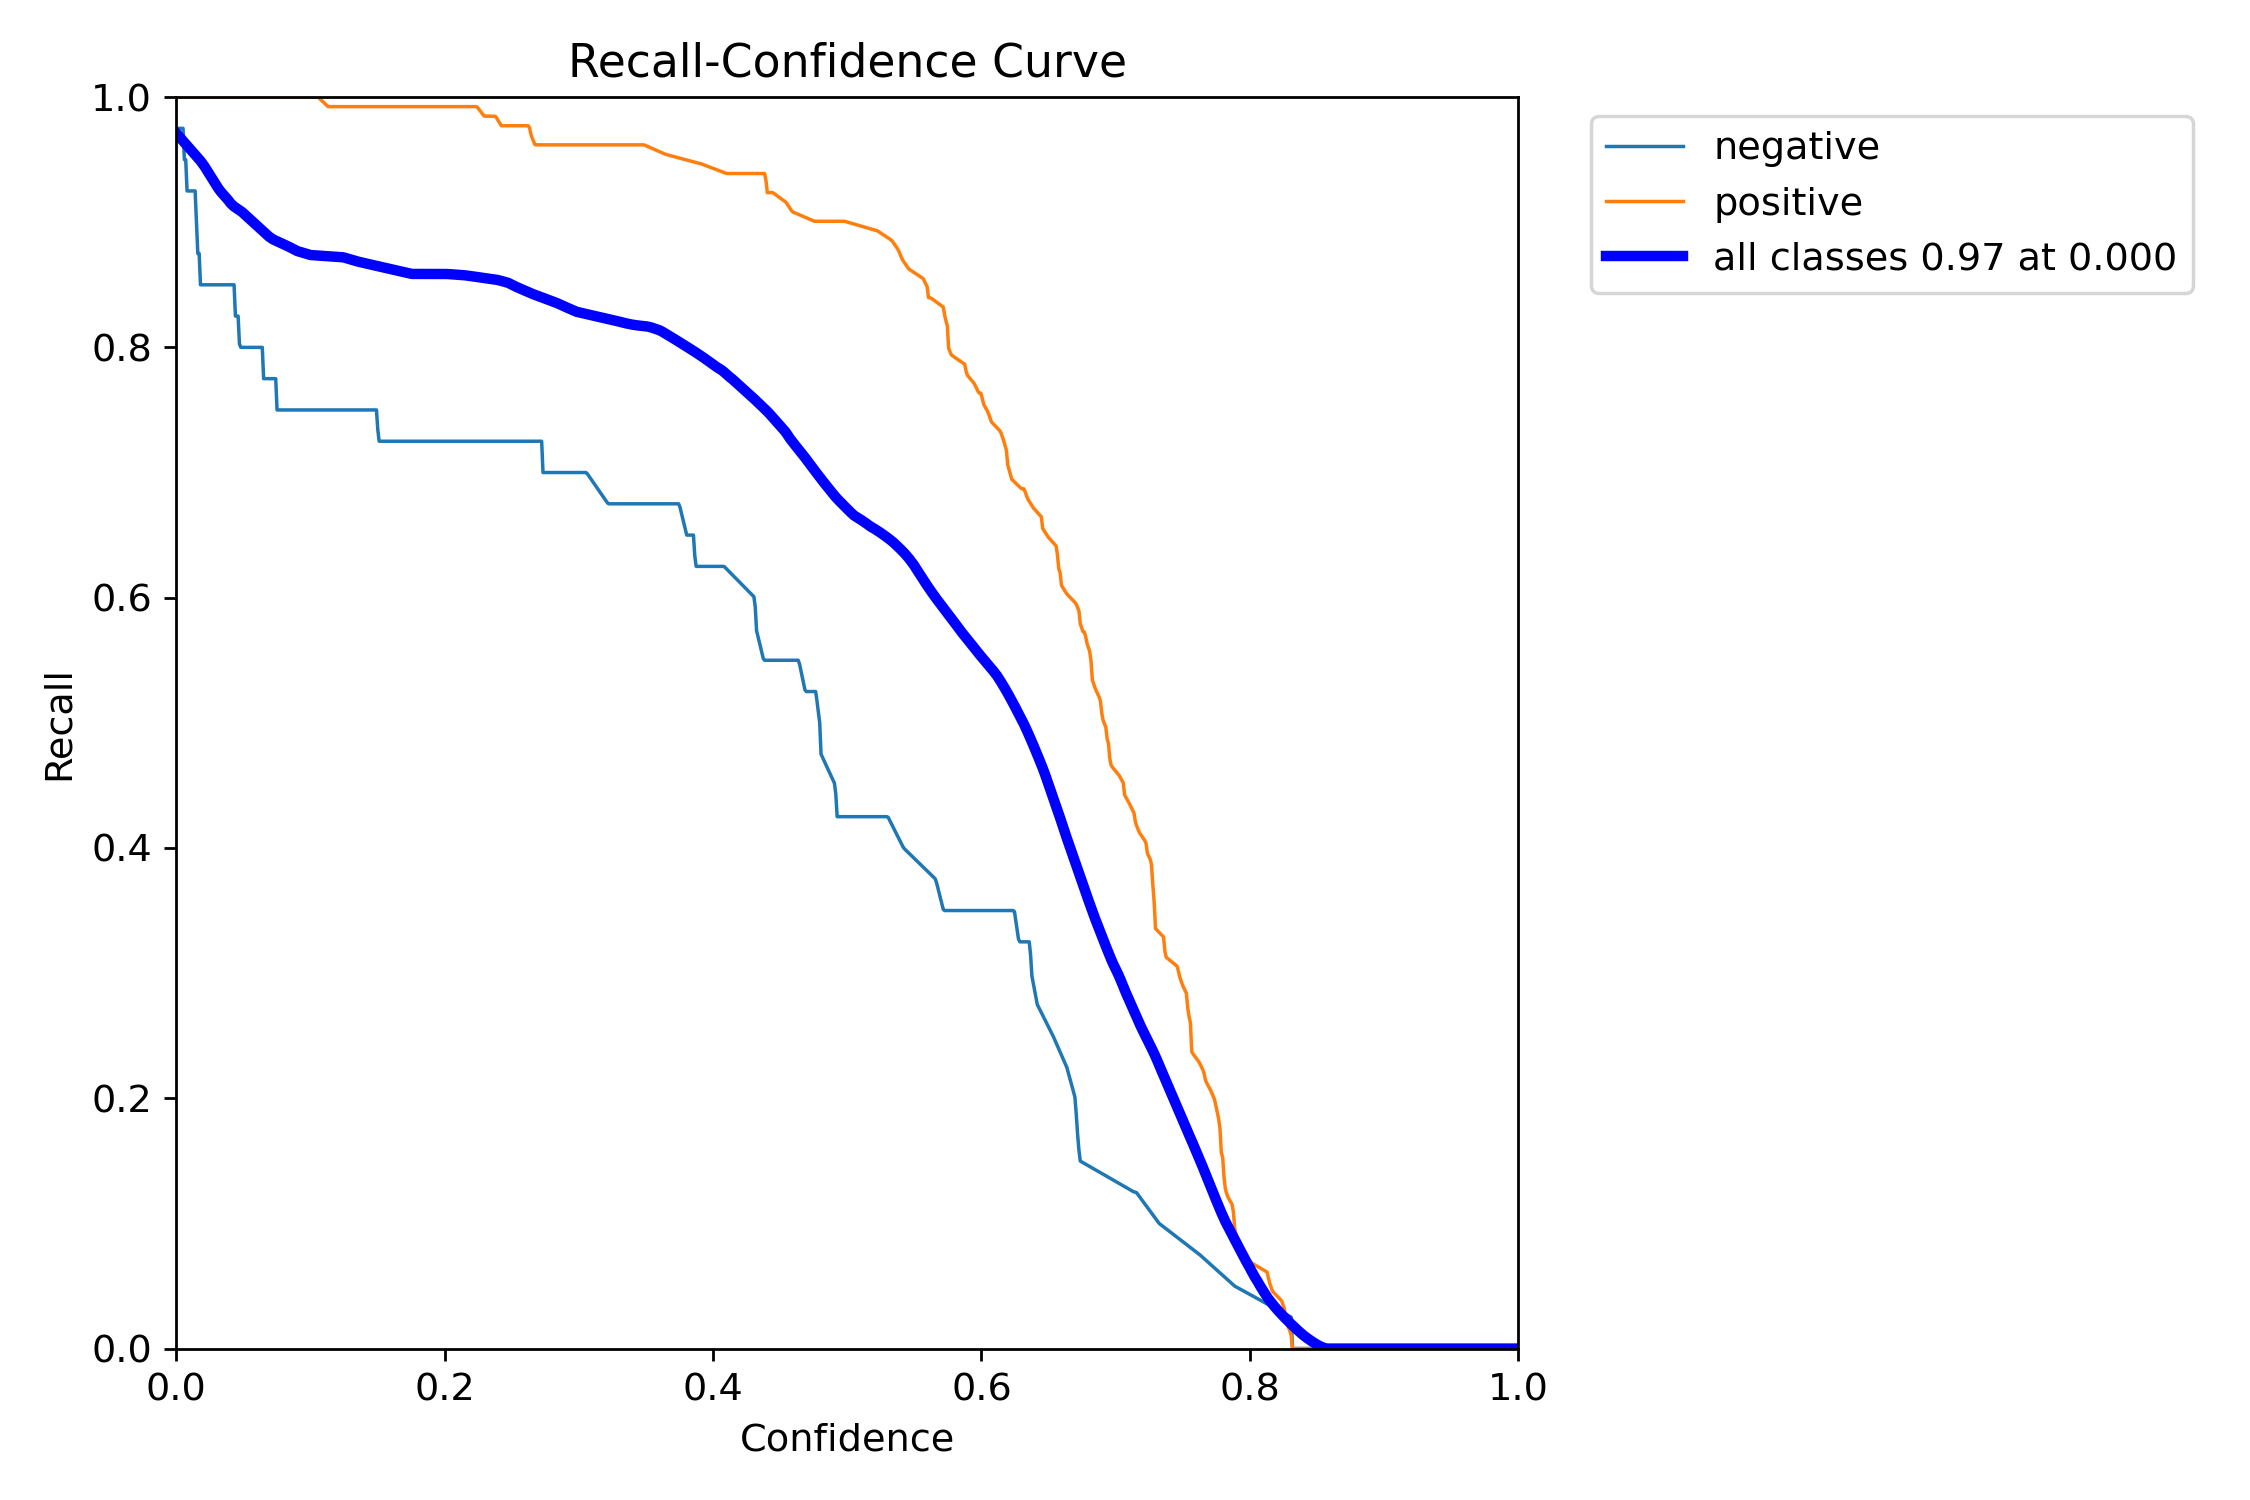 Recall-Confidence Curve
1.0
0.8
0.6
0.4
0.2
0.0
Recall
0.0 0.2 0.4 0.6 0.8 1.0
Confidence
negative
positive
all classes 0.97 at 0.000